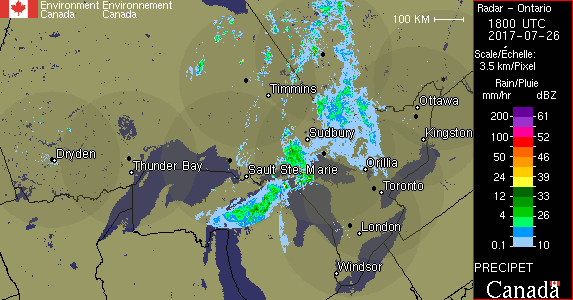 Environment Environnement
Canada Canada
100 KM
Radar - Ontario
1800 UTC
2017-07-26
Scale/Échelle:
3.5 km/Pixel
Rain/Pluie
mm/hr dBZ
200 61
100 52
50 46
24 39
12 33
4 26
0.1 10
PRECIPET
Canada
Timmins
Ottawa
Sudbury
Kingston
Dryden
Thunder Bay
Sault Ste. Marie
Orillia
Toronto
London
Windsor